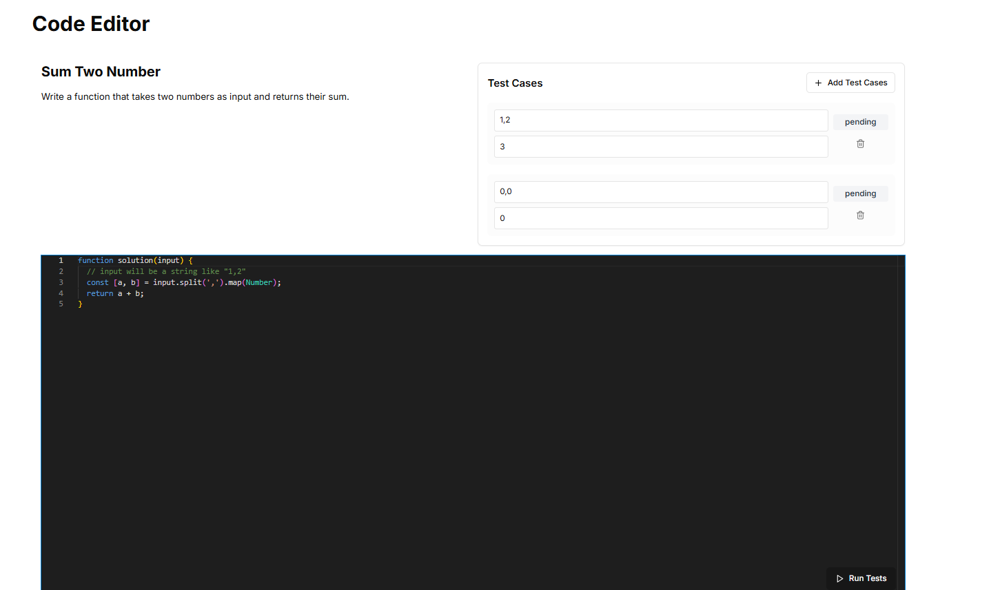 Code Editor
Sum Two Number
Write a function that takes two numbers as input and returns their sum.
Test Cases
Add Test Cases
1,2
pending
3
0,0
pending
0
1 function solution(input) {
2 // input will be a string like "1,2"
3 const [a, b] = input.split(',').map(Number);
4 return a + b;
5 }
Run Tests